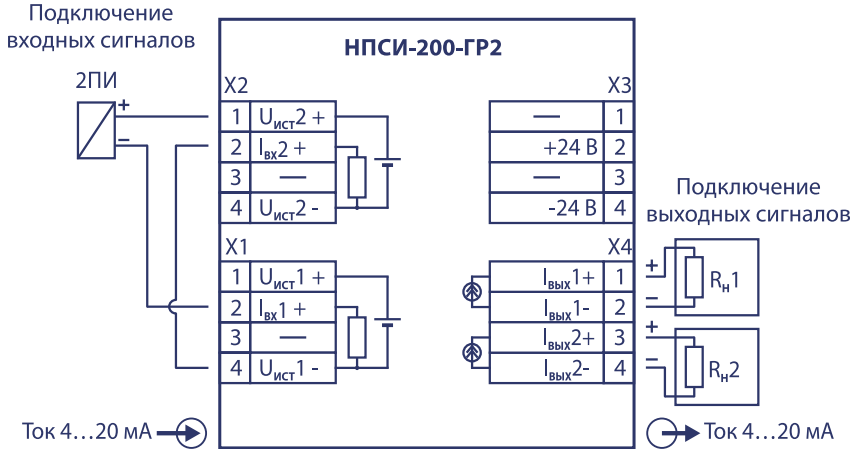 Подключение
входных сигналов
2ПИ
+
−
НПСИ-200-ГР2
X2
1 Uист2 +
2 Iвх2 +
3 —
4 Uист2 -
X1
1 Uист1 +
2 Iвх1 +
3 —
4 Uист1 -
X3
— 1
+24 В 2
— 3
-24 В 4
X4
Iвых1+ 1
Iвых1- 2
Iвых2+ 3
Iвых2- 4
Подключение
выходных сигналов
+
−
Rн1
+
−
Rн2
Ток 4…20 мА
Ток 4…20 мА